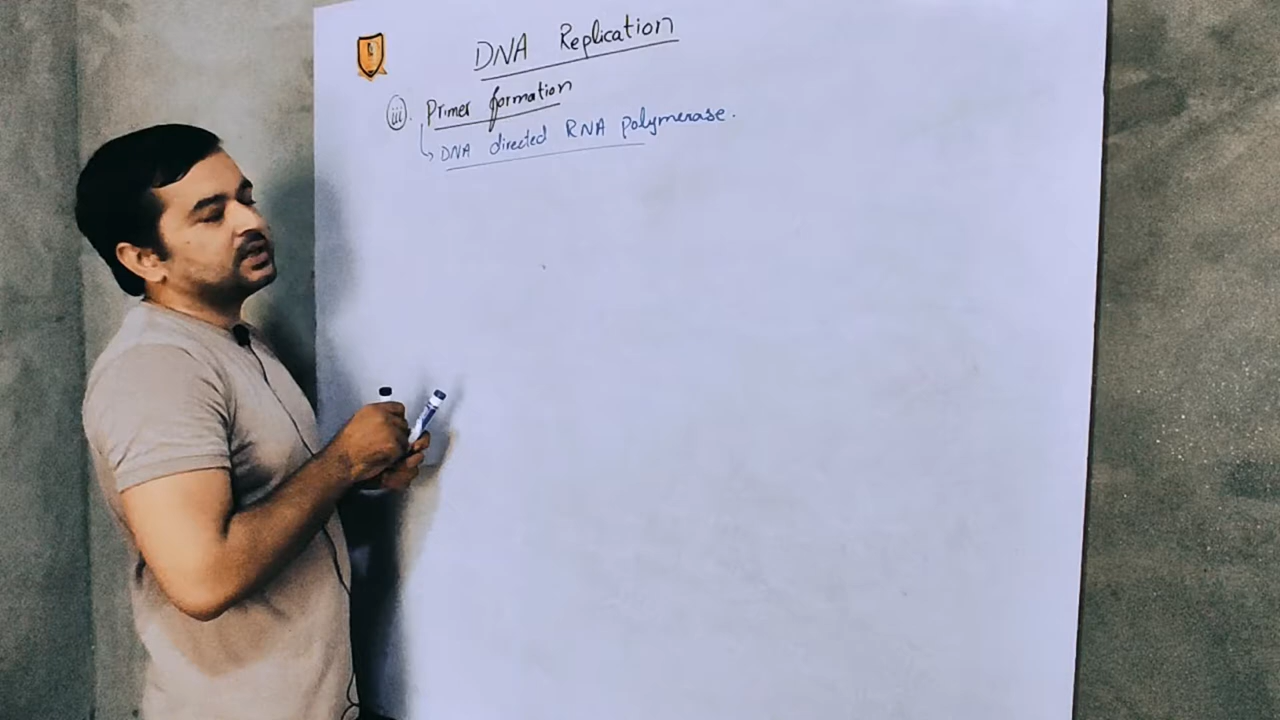 DNA Replication
(iii). Primer formation
↳ DNA directed RNA polymerase.